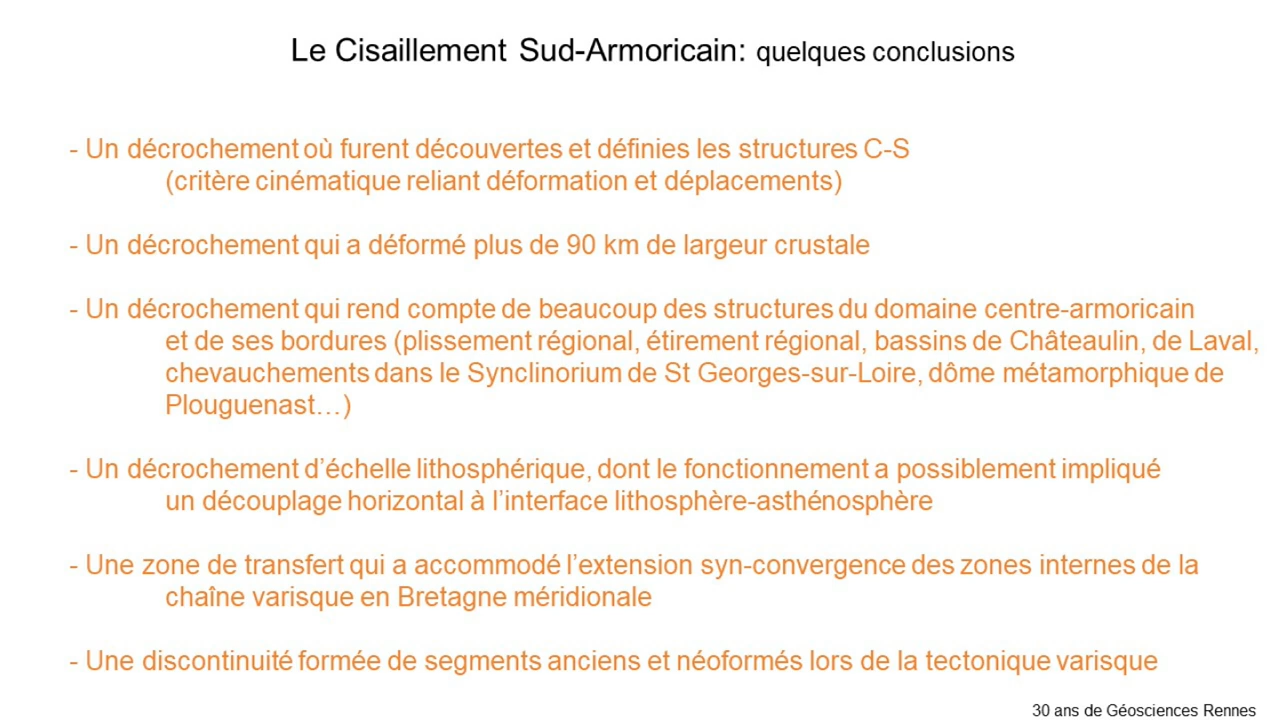 Le Cisaillement Sud-Armoricain: quelques conclusions
- Un décrochement où furent découvertes et définies les structures C-S
(critère cinématique reliant déformation et déplacements)
- Un décrochement qui a déformé plus de 90 km de largeur crustale
- Un décrochement qui rend compte de beaucoup des structures du domaine centre-armoricain
et de ses bordures (plissement régional, étirement régional, bassins de Châteaulin, de Laval,
chevauchements dans le Synclinorium de St Georges-sur-Loire, dôme métamorphique de
Plouguenast…)
- Un décrochement d’échelle lithosphérique, dont le fonctionnement a possiblement impliqué
un découplage horizontal à l’interface lithosphère-asthénosphère
- Une zone de transfert qui a accommodé l’extension syn-convergence des zones internes de la
chaîne varisque en Bretagne méridionale
- Une discontinuité formée de segments anciens et néoformés lors de la tectonique varisque
30 ans de Géosciences Rennes